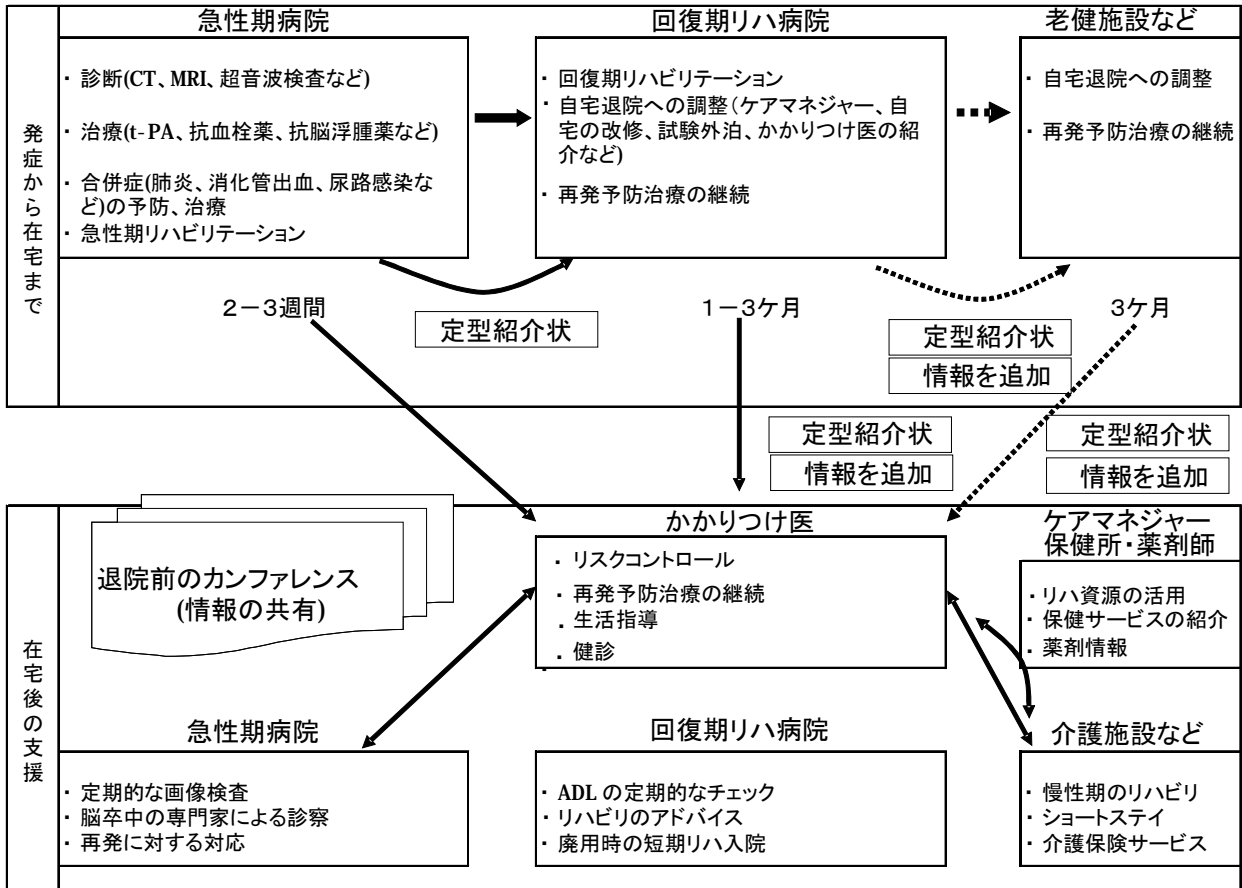 急性期病院
・ 診断(CT、MRI、超音波検査など)
・ 治療(t-PA、抗血栓薬、抗脳浮腫薬など)
・ 合併症(肺炎、消化管出血、尿路感染な
ど)の予防、治療
・ 急性期リハビリテーション
回復期リハ病院
・ 回復期リハビリテーション
・ 自宅退院への調整(ケアマネジャー、自
宅の改修、試験外泊、かかりつけ医の紹
介など)
・ 再発予防治療の継続
老健施設など
・ 自宅退院への調整
・ 再発予防治療の継続
発症から在宅まで
2-3週間
定型紹介状
1-3ケ月
定型紹介状
情報を追加
3ケ月
定型紹介状
情報を追加
定型紹介状
情報を追加
在宅後の支援
退院前のカンファレンス
(情報の共有)
かかりつけ医
・ リスクコントロール
・ 再発予防治療の継続
・ 生活指導
・ 健診
ケアマネジャー
保健所・薬剤師
・リハ資源の活用
・ 保健サービスの紹介
・ 薬剤情報
急性期病院
・ 定期的な画像検査
・ 脳卒中の専門家による診察
・ 再発に対する対応
回復期リハ病院
・ ADL の定期的なチェック
・ リハビリのアドバイス
・ 廃用時の短期リハ入院
介護施設など
・ 慢性期のリハビリ
・ ショートステイ
・ 介護保険サービス